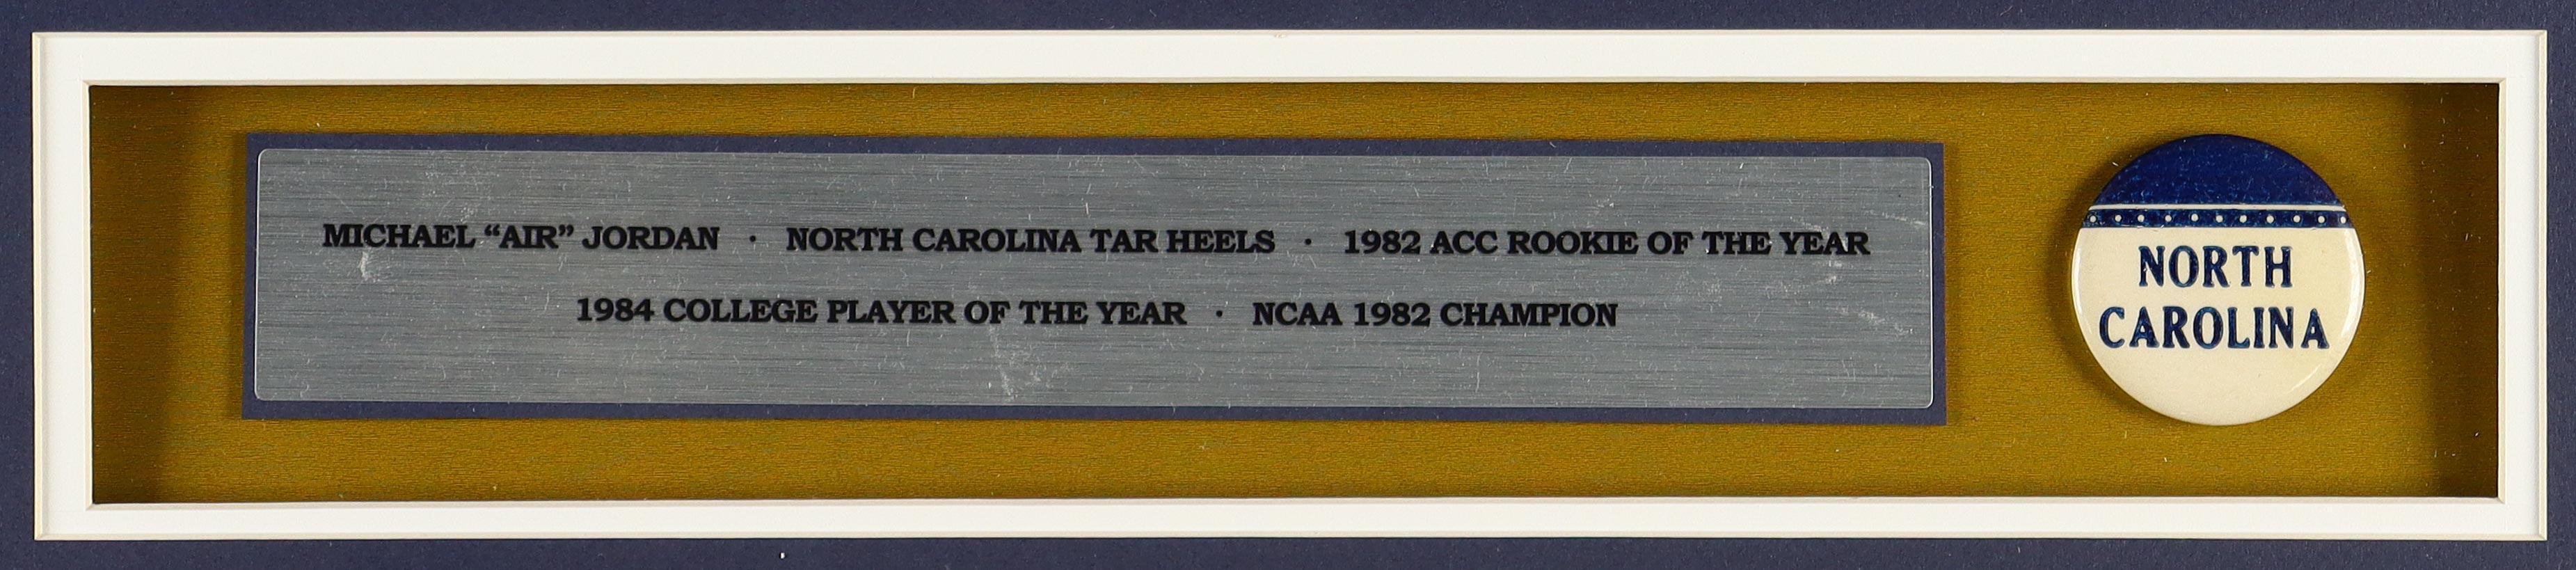 MICHAEL “AIR” JORDAN · NORTH CAROLINA TAR HEELS · 1982 ACC ROOKIE OF THE YEAR
1984 COLLEGE PLAYER OF THE YEAR · NCAA 1982 CHAMPION
NORTH
CAROLINA